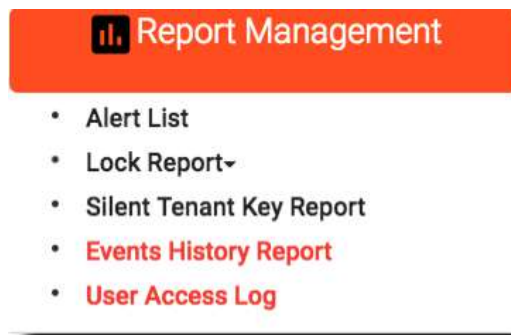 Report Management
Alert List
Lock Report
Silent Tenant Key Report
Events History Report
User Access Log